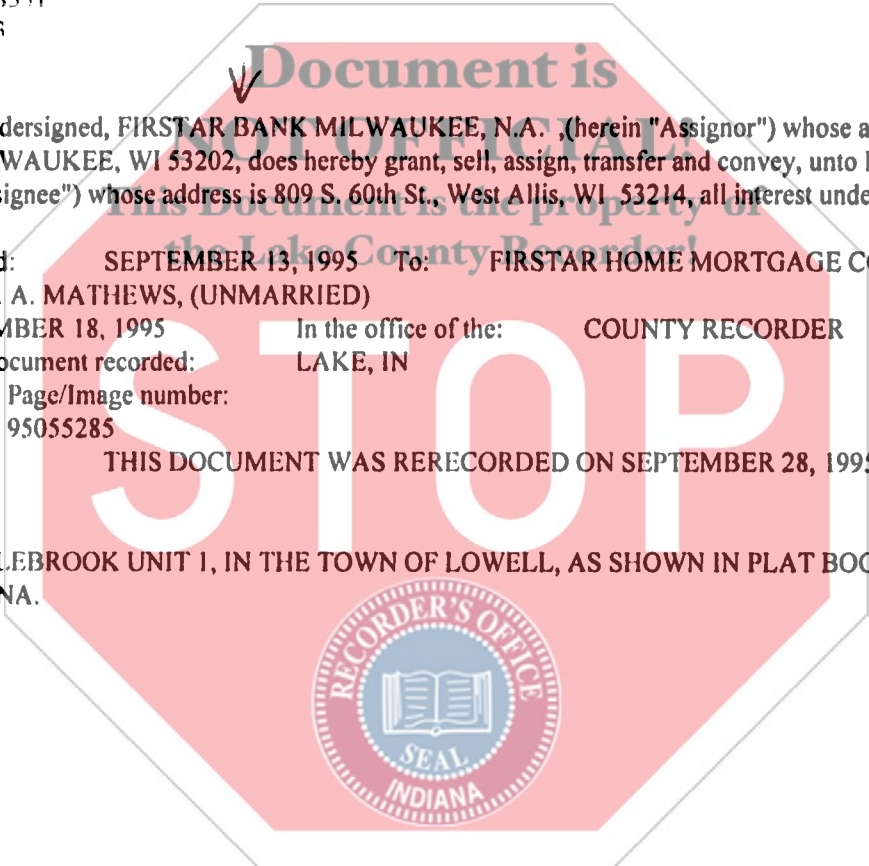 Document is
NOT OFFICIAL!
This Document is the property of
the Lake County Recorder!
STOP
dersigned, FIRSTAR BANK MILWAUKEE, N.A. ,(herein "Assignor") whose a
WAUKEE, WI 53202, does hereby grant, sell, assign, transfer and convey, unto
signee") whose address is 809 S. 60th St., West Allis, WI 53214, all interest unde
d: SEPTEMBER 13, 1995 To: FIRSTAR HOME MORTGAGE CO
A. MATHEWS, (UNMARRIED)
MBER 18, 1995 In the office of the: COUNTY RECORDER
ocument recorded: LAKE, IN
Page/Image number:
95055285
THIS DOCUMENT WAS RERECORDED ON SEPTEMBER 28, 1995
LEBROOK UNIT 1, IN THE TOWN OF LOWELL, AS SHOWN IN PLAT BOO
NA.
RECORDER'S OFFICE
SEAL
INDIANA